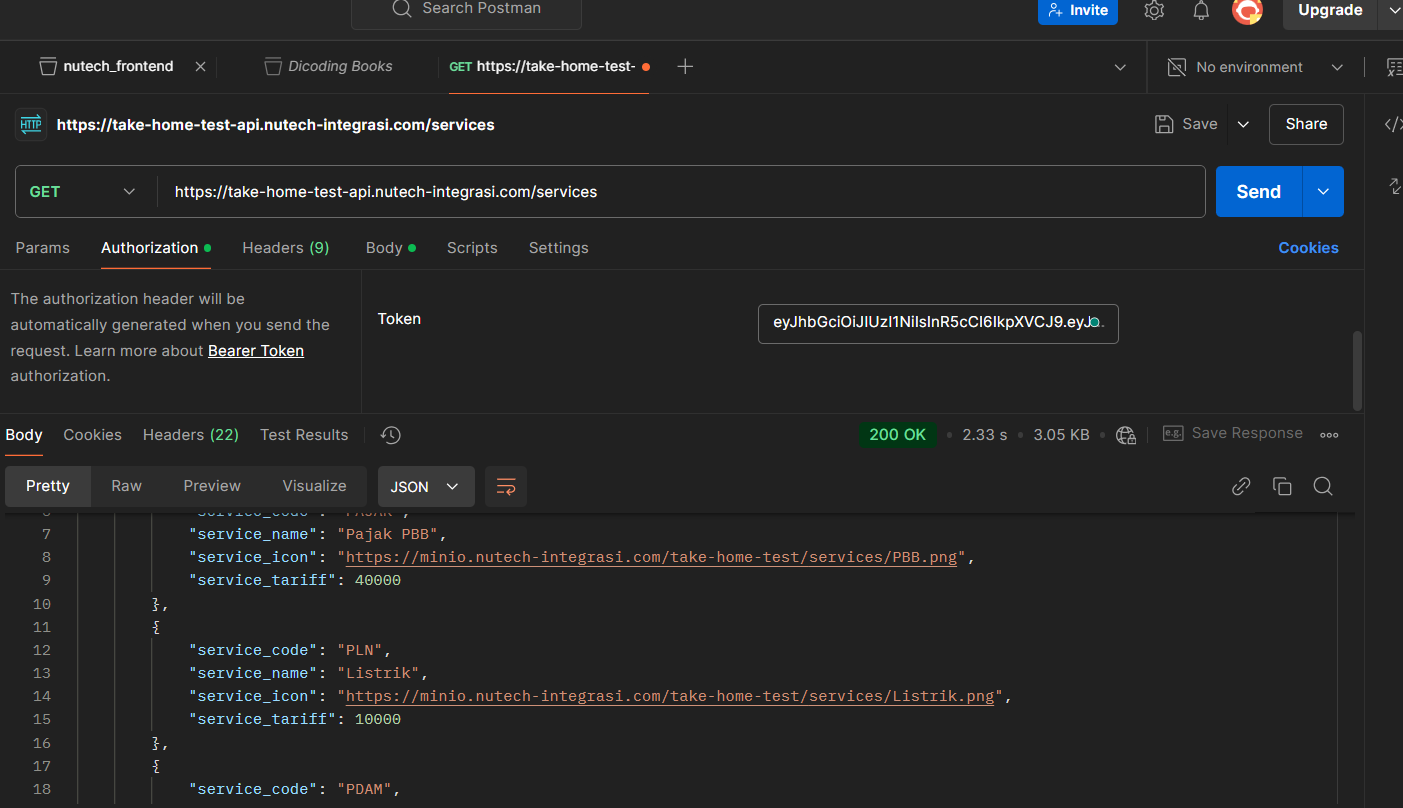 Search Postman
Invite
Upgrade
nutech_frontend
Dicoding Books
GET https://take-home-test-
No environment
HTTP
https://take-home-test-api.nutech-integrasi.com/services
Save
Share
GET
https://take-home-test-api.nutech-integrasi.com/services
Send
Params
Authorization
Headers (9)
Body
Scripts
Settings
Cookies
The authorization header will be
automatically generated when you send the
request. Learn more about Bearer Token
authorization.
Token
Body
Cookies
Headers (22)
Test Results
200 OK
2.33 s
3.05 KB
e.g.
Save Response
Pretty
Raw
Preview
Visualize
JSON
7 "service_name": "Pajak PBB",
8 "service_icon": "https://minio.nutech-integrasi.com/take-home-test/services/PBB.png",
9 "service_tariff": 40000
10 },
11 {
12 "service_code": "PLN",
13 "service_name": "Listrik",
14 "service_icon": "https://minio.nutech-integrasi.com/take-home-test/services/Listrik.png",
15 "service_tariff": 10000
16 },
17 {
18 "service_code": "PDAM",